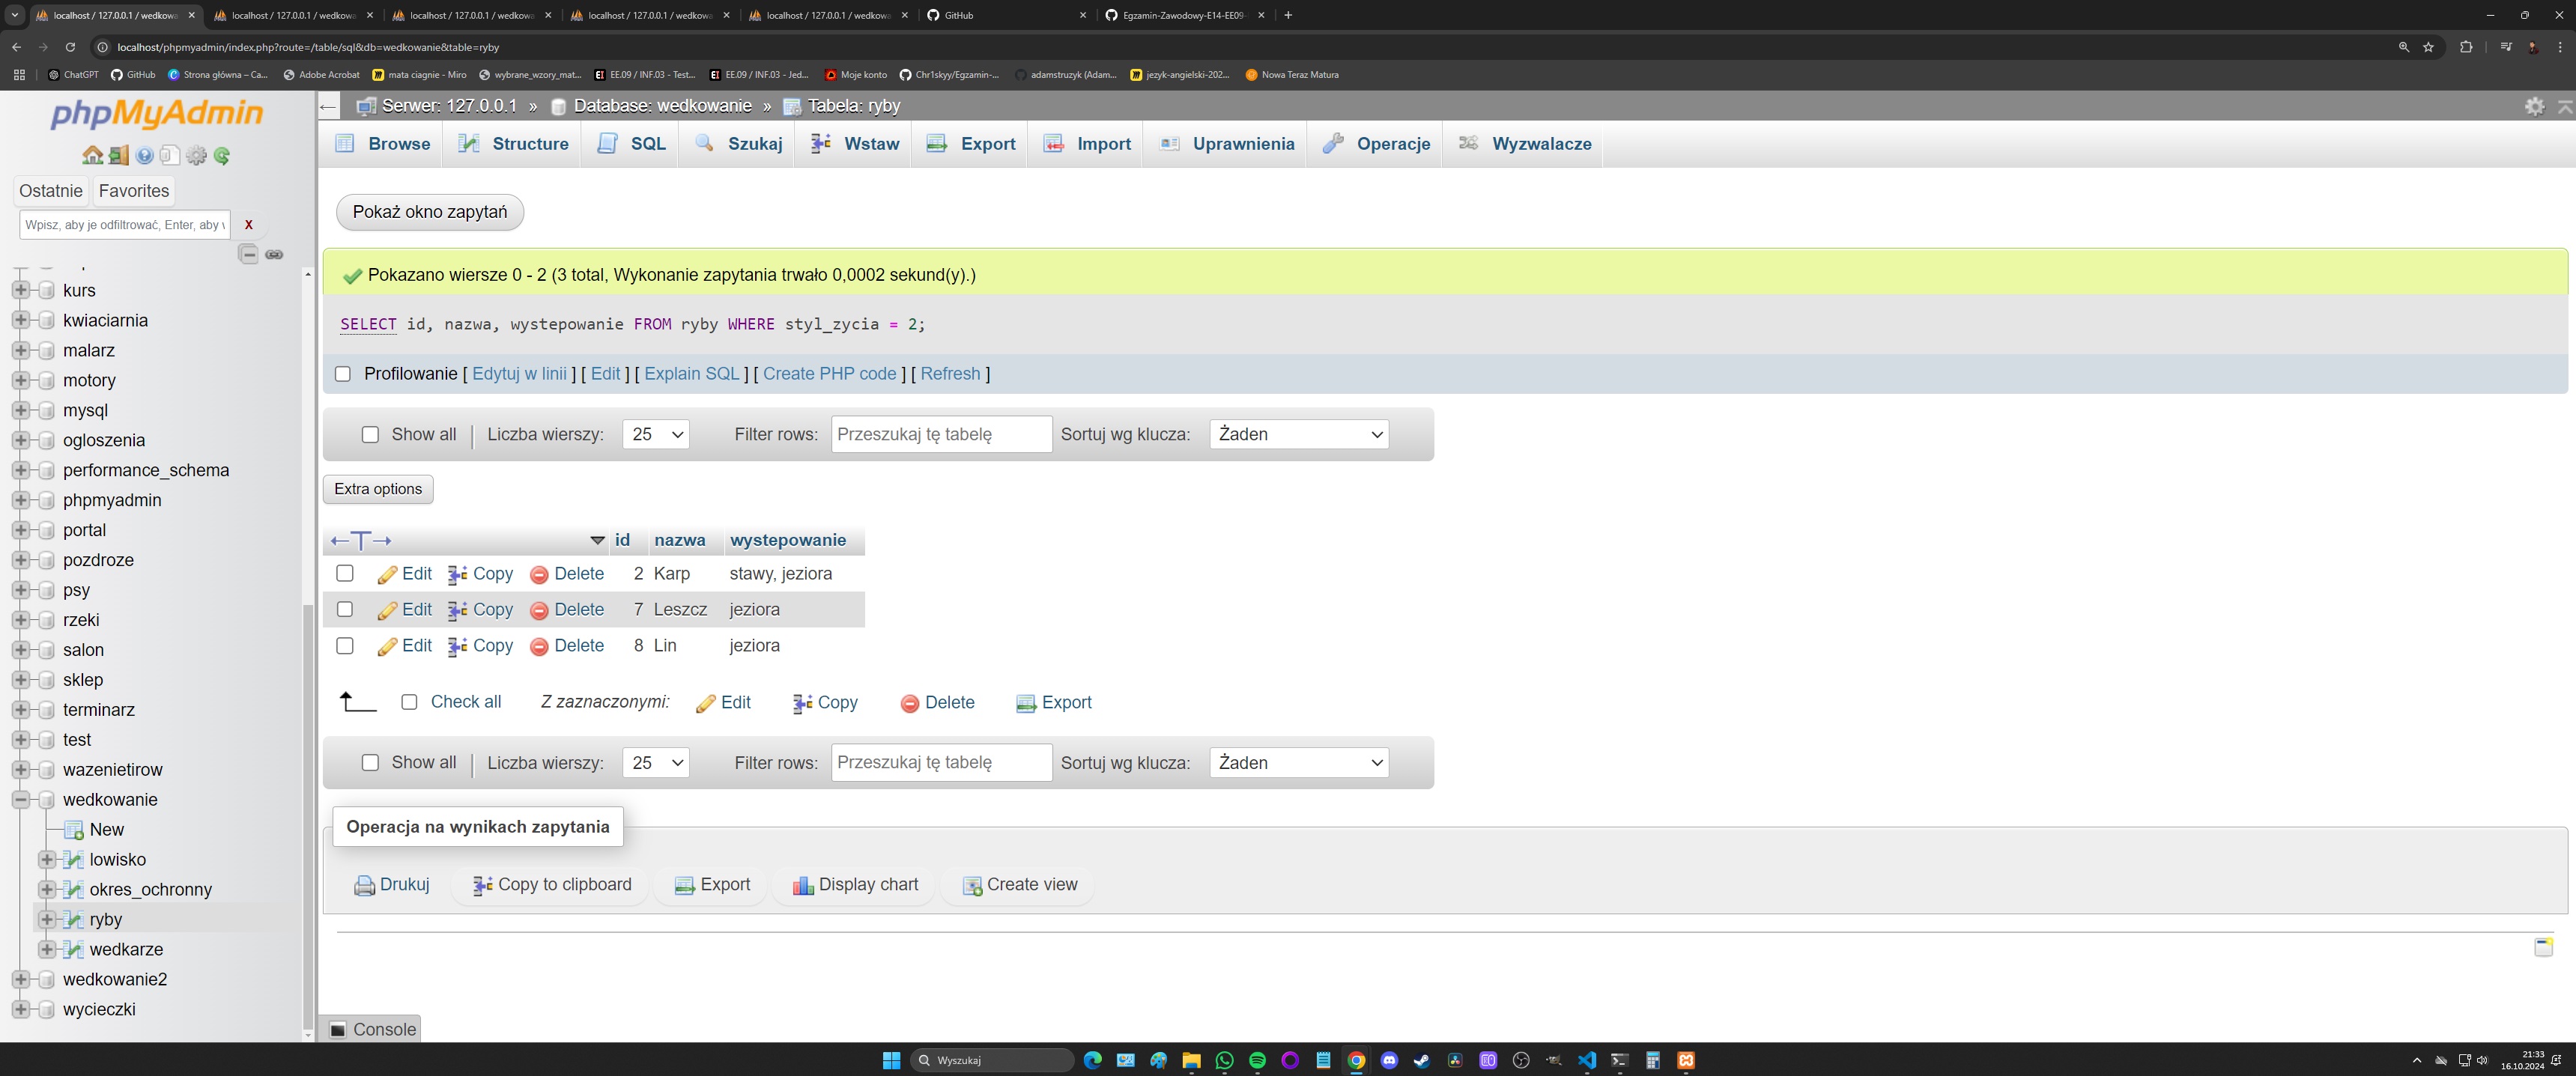 localhost / 127.0.0.1 / wedkowa
localhost / 127.0.0.1 / wedkowa
localhost / 127.0.0.1 / wedkowa
localhost / 127.0.0.1 / wedkowa
localhost / 127.0.0.1 / wedkowa
GitHub
Egzamin-Zawodowy-E14-EE09-
localhost/phpmyadmin/index.php?route=/table/sql&db=wedkowanie&table=ryby
ChatGPT
GitHub
Strona główna – Ca...
Adobe Acrobat
mata ciagnie - Miro
wybrane_wzory_mat...
EE.09 / INF.03 - Test...
EE.09 / INF.03 - Jed...
Moje konto
Chr1skyy/Egzamin-...
adamstruzyk (Adam...
jezyk-angielski-202...
Nowa Teraz Matura
phpMyAdmin
Ostatnie Favorites
Wpisz, aby je odfiltrować, Enter, aby X
kurs
kwiaciarnia
malarz
motory
mysql
ogloszenia
performance_schema
phpmyadmin
portal
pozdroze
psy
rzeki
salon
sklep
terminarz
test
wazenietirow
wedkowanie
New
lowisko
okres_ochronny
ryby
wedkarze
wedkowanie2
wycieczki
Serwer: 127.0.0.1 » Database: wedkowanie » Tabela: ryby
Browse Structure SQL Szukaj Wstaw Export Import Uprawnienia Operacje Wyzwalacze
Pokaż okno zapytań
Pokazano wiersze 0 - 2 (3 total, Wykonanie zapytania trwało 0,0002 sekund(y).)
SELECT id, nazwa, wystepowanie FROM ryby WHERE styl_zycia = 2;
Profilowanie [ Edytuj w linii ] [ Edit ] [ Explain SQL ] [ Create PHP code ] [ Refresh ]
Show all | Liczba wierszy: 25 Filter rows: Przeszukaj tę tabelę Sortuj wg klucza: Żaden
Extra options
←T→ id nazwa wystepowanie
Edit Copy Delete 2 Karp stawy, jeziora
Edit Copy Delete 7 Leszcz jeziora
Edit Copy Delete 8 Lin jeziora
Check all Z zaznaczonymi: Edit Copy Delete Export
Show all | Liczba wierszy: 25 Filter rows: Przeszukaj tę tabelę Sortuj wg klucza: Żaden
Operacja na wynikach zapytania
Drukuj Copy to clipboard Export Display chart Create view
Console
Wyszukaj
21:33
16.10.2024